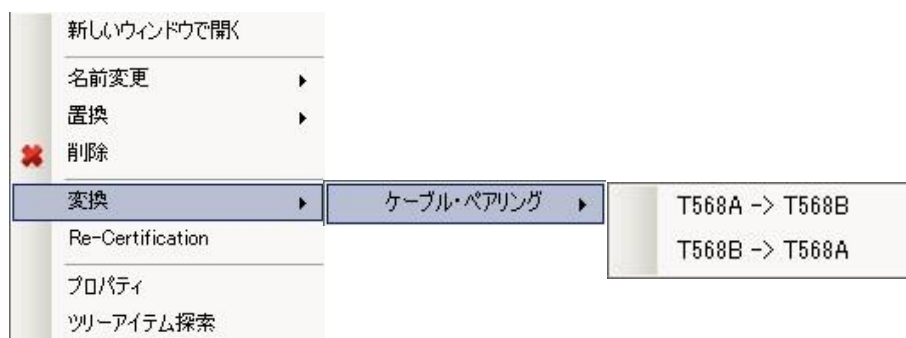 新しいウィンドウで開く
名前変更
置換
削除
変換
ケーブル・ペアリング
T568A -> T568B
T568B -> T568A
Re-Certification
プロパティ
ツリーアイテム探索